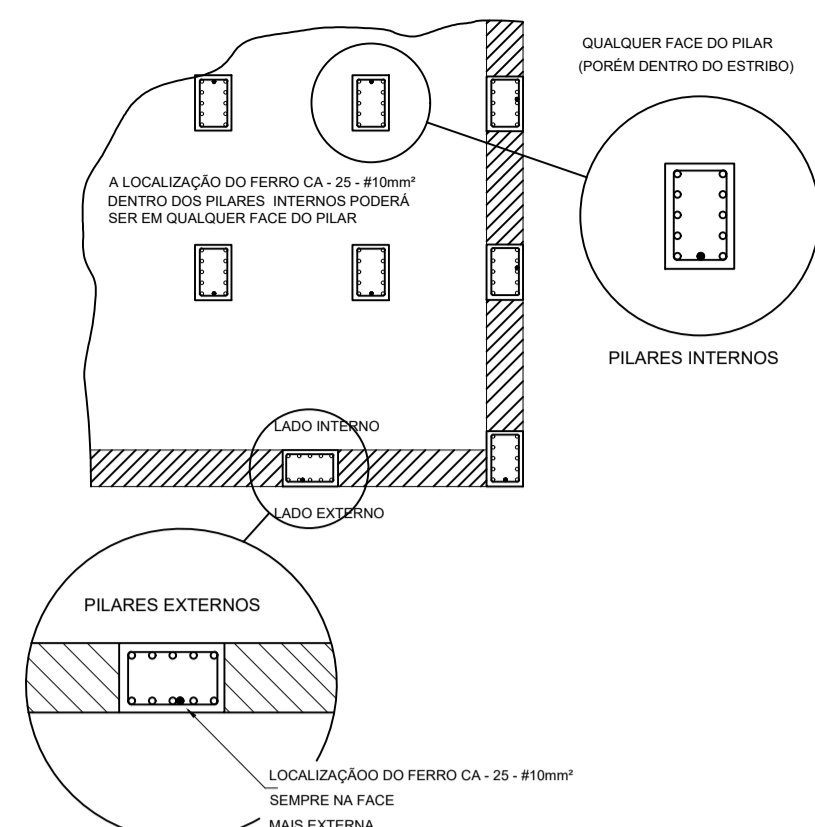 QUALQUER FACE DO PILAR
(PORÉM DENTRO DO ESTRIBO)
A LOCALIZAÇÃO DO FERRO CA - 25 - #10mm²
DENTRO DOS PILARES INTERNOS PODERÁ
SER EM QUALQUER FACE DO PILAR
PILARES INTERNOS
LADO INTERNO
LADO EXTERNO
PILARES EXTERNOS
LOCALIZAÇÃOO DO FERRO CA - 25 - #10mm²
SEMPRE NA FACE
MAIS EXTERNA